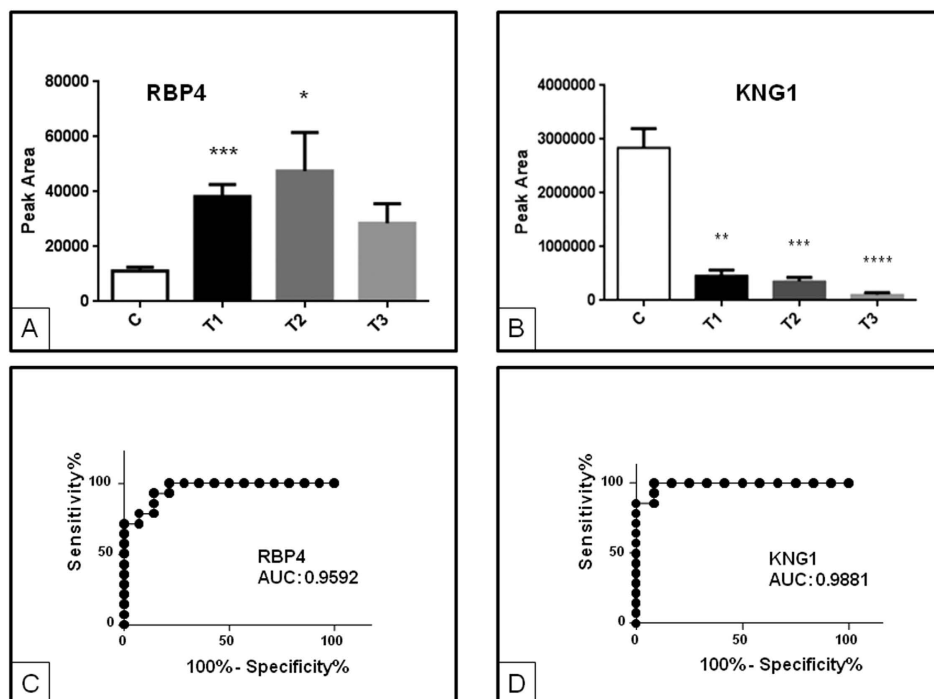 80000
60000
40000
20000
0
Peak Area
RBP4
***
*
C
T1
T2
T3
A
4000000
3000000
2000000
1000000
0
Peak Area
KNG1
**
***
****
C
T1
T2
T3
B
Sensitivity%
100
50
0
0
50
100
RBP4
AUC: 0.9592
100%- Specificity%
C
Sensitivity%
100
50
0
0
50
100
KNG1
AUC: 0.9881
100%- Specificity%
D